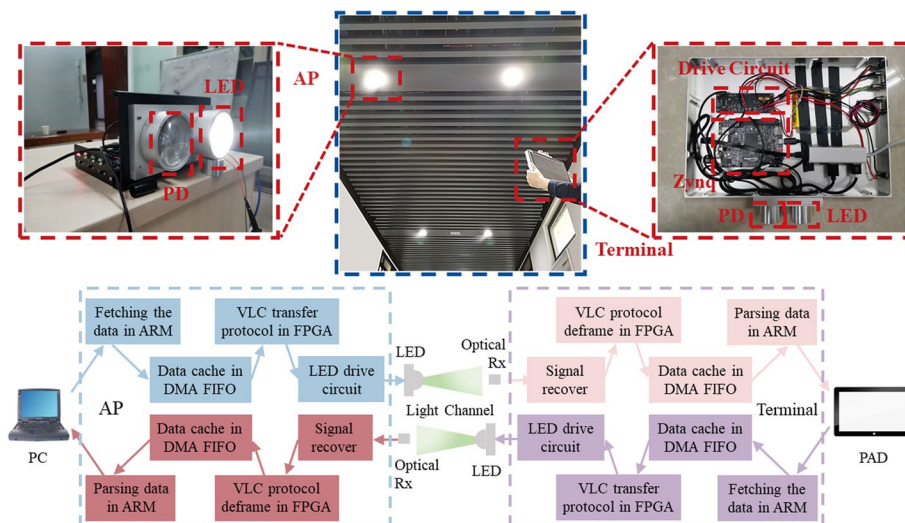 AP
LED
PD
Drive Circuit
Zynq
PD
LED
Terminal
Fetching the
data in ARM
VLC transfer
protocol in FPGA
Data cache in
DMA FIFO
LED drive
circuit
LED
Optical
Rx
VLC protocol
deframe in FPGA
Parsing data
in ARM
Signal
recover
Data cache in
DMA FIFO
AP
Light Channel
Terminal
Data cache in
DMA FIFO
Signal
recover
LED drive
circuit
Data cache in
DMA FIFO
PC
Optical
Rx
LED
PAD
Parsing data
in ARM
VLC protocol
deframe in FPGA
VLC transfer
protocol in FPGA
Fetching the
data in ARM